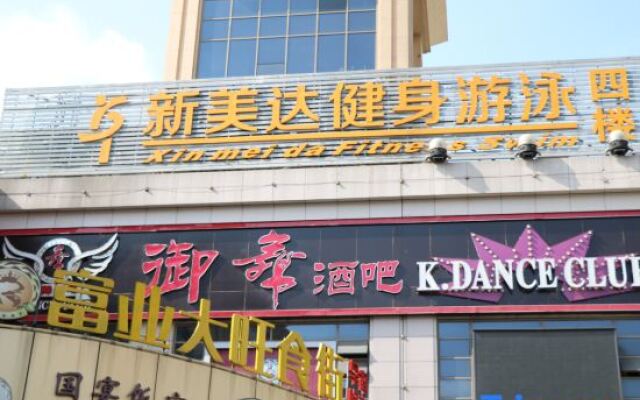 新美达健身游泳 四楼
Xin mei da Fitness Swim
御舞酒吧 K.DANCE CLUB
富业大旺食街